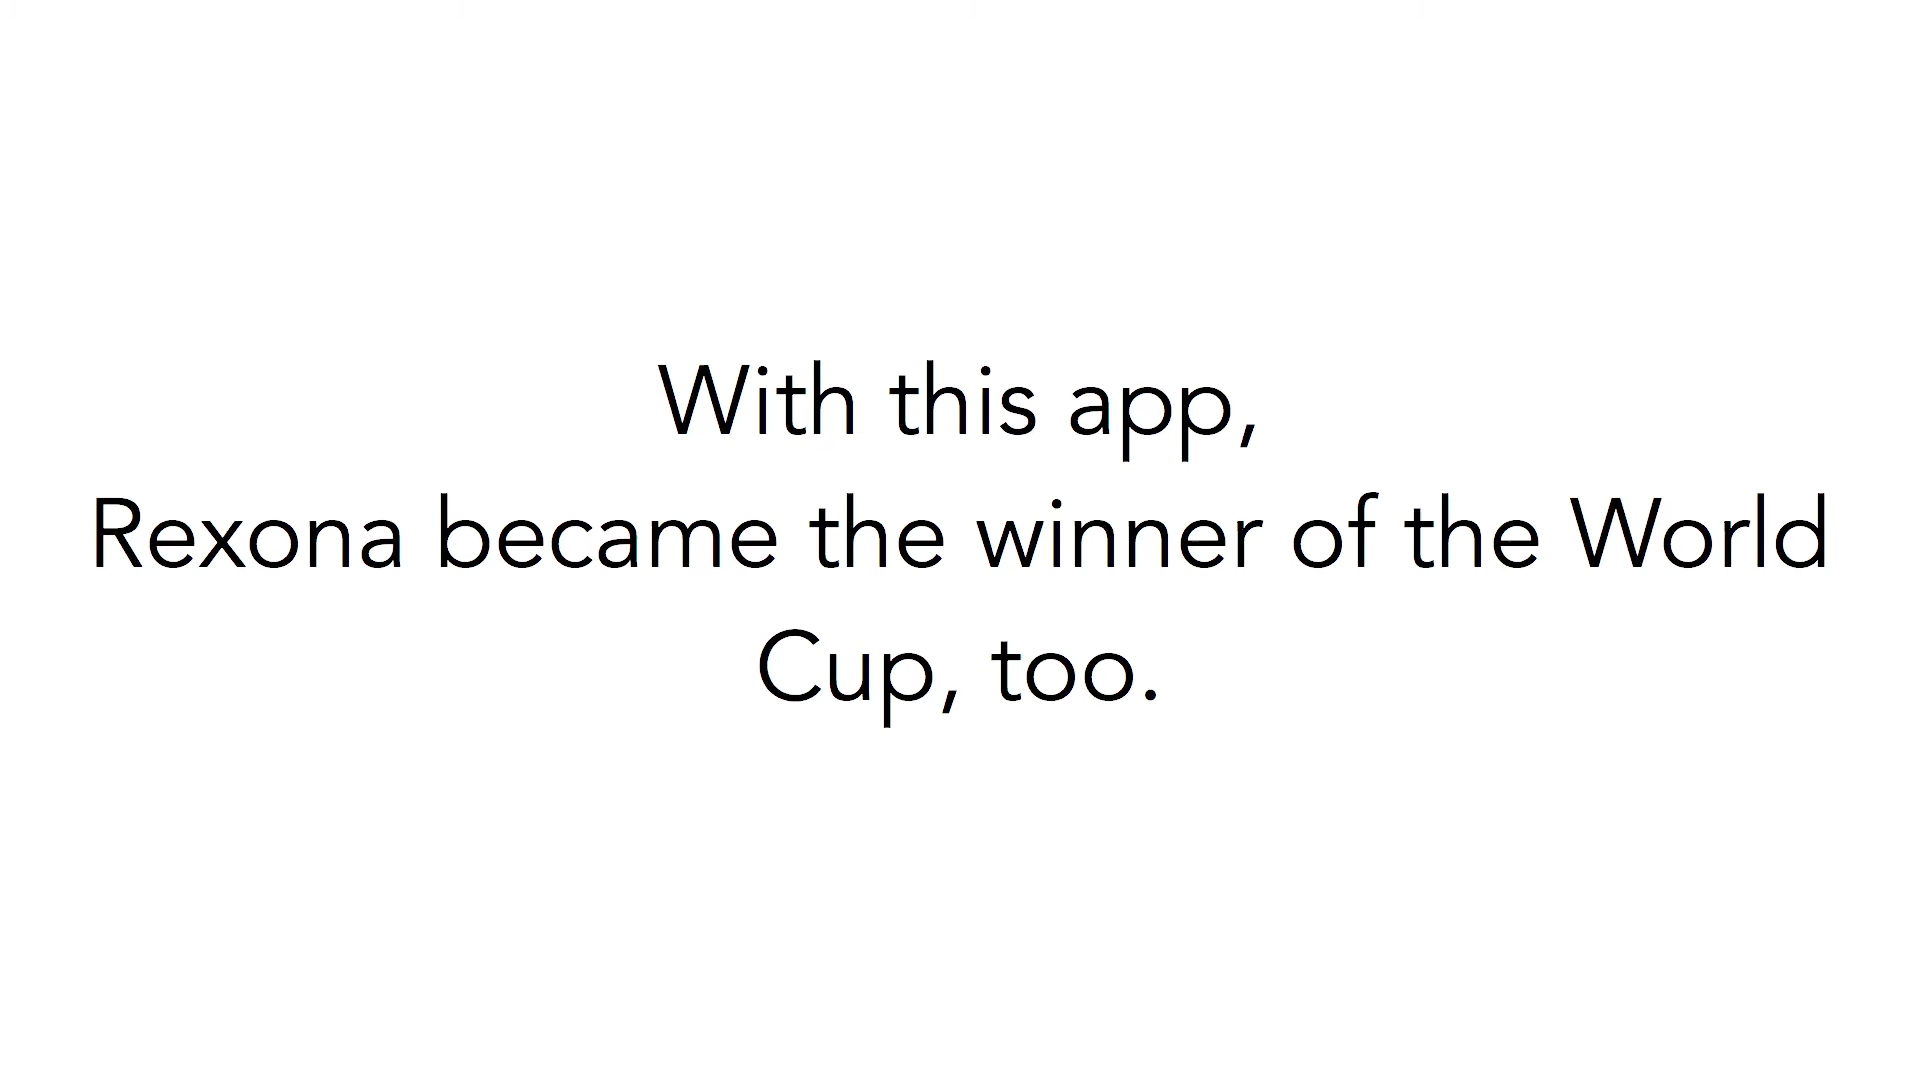 With this app,
Rexona became the winner of the World
Cup, too.